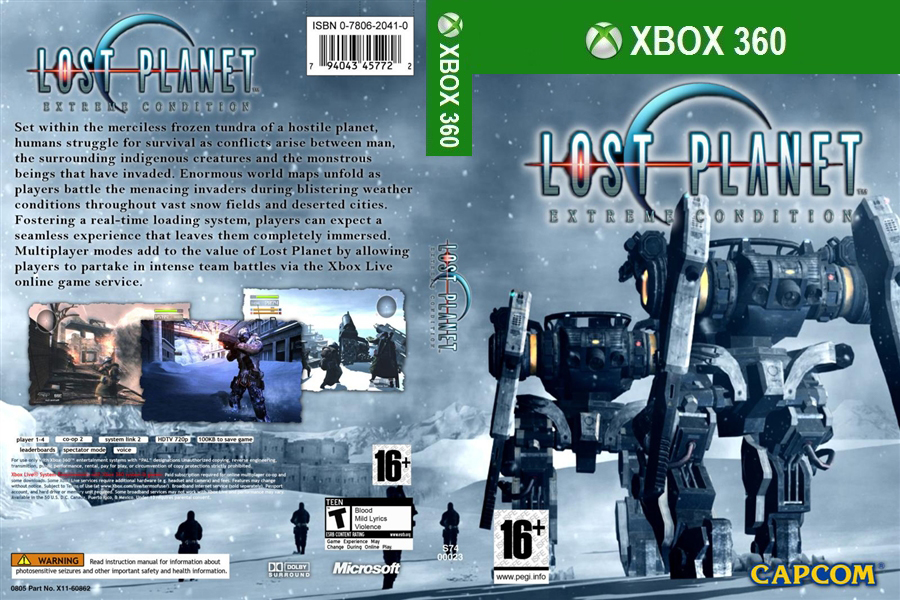 LOST PLANET™
EXTREME CONDITION
ISBN 0-7806-2041-0
7 94043 45772 2
Set within the merciless frozen tundra of a hostile planet,
humans struggle for survival as conflicts arise between man,
the surrounding indigenous creatures and the monstrous
beings that have invaded. Enormous world maps unfold as
players battle the menacing invaders during blistering weather
conditions throughout vast snow fields and deserted cities.
Fostering a real-time loading system, players can expect a
seamless experience that leaves them completely immersed.
Multiplayer modes add to the value of Lost Planet by allowing
players to partake in intense team battles via the Xbox Live
online game service.
player 1-4 co-op 2 system link 2 HDTV 720p 100KB to save game
leaderboards spectator mode voice
16+
TEEN
T
Blood
Mild Lyrics
Violence
ESRB CONTENT RATING www.esrb.org
Game Experience May
Change During Online Play
WARNING Read instruction manual for information about
photosensitive seizures and other important safety and health information.
0805 Part No. X11-60862
DOLBY
SURROUND
Microsoft
XBOX 360
LOST PLANET
EXTREME CONDITION
S74
00023
XBOX 360
LOST PLANET™
EXTREME CONDITION
16+
www.pegi.info
CAPCOM